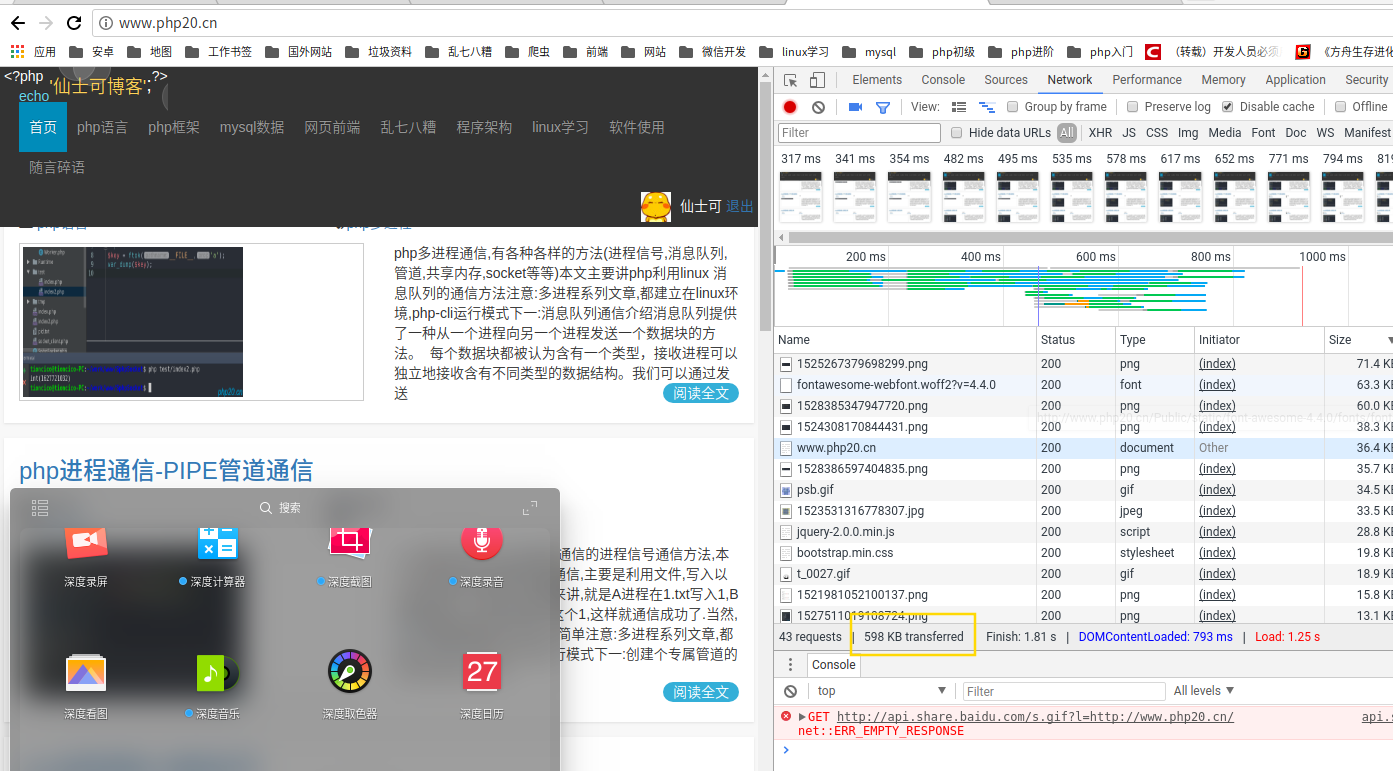 www.php20.cn
应用 安卓 地图 工作书签 国外网站 垃圾资料 乱七八糟 爬虫 前端 网站 微信开发 linux学习 mysql php初级 php进阶 php入门 （转载）开发人员必须 《方舟生存进化
<?php
echo '仙士可博客'; ?>
首页 php语言 php框架 mysql数据 网页前端 乱七八糟 程序架构 linux学习 软件使用
随言碎语
仙士可 退出
php多进程通信,有各种各样的方法(进程信号,消息队列,
管道,共享内存,socket等等)本文主要讲php利用linux 消
息队列的通信方法注意:多进程系列文章,都建立在linux环
境,php-cli运行模式下一:消息队列通信介绍消息队列提供
了一种从一个进程向另一个进程发送一个数据块的方
法。 每个数据块都被认为含有一个类型，接收进程可以
独立地接收含有不同类型的数据结构。我们可以通过发
送
阅读全文
php test/index2.php
int(1627721032)
php20.cn
php进程通信-PIPE管道通信
通信的进程信号通信方法,本
通信,主要是利用文件,写入以
来讲,就是A进程在1.txt写入1,B
这个1,这样就通信成功了.当然,
简单注意:多进程系列文章,都
行模式下一:创建个专属管道的
阅读全文
搜索
深度录屏 深度计算器 深度截图 深度录音
深度看图 深度音乐 深度取色器 深度日历
27
Elements Console Sources Network Performance Memory Application Security
View: Group by frame Preserve log Disable cache Offline
Filter Hide data URLs All XHR JS CSS Img Media Font Doc WS Manifest
317 ms 341 ms 354 ms 482 ms 495 ms 535 ms 578 ms 617 ms 652 ms 771 ms 794 ms 819
200 ms 400 ms 600 ms 800 ms 1000 ms
Name Status Type Initiator Size
1525267379698299.png 200 png (index) 71.4 K
fontawesome-webfont.woff2?v=4.4.0 200 font (index) 63.3 K
1528385347947720.png 200 png (index) 60.0 K
1524308170844431.png 200 png (index) 38.3 K
www.php20.cn 200 document Other 36.4 K
1528386597404835.png 200 png (index) 35.7 K
psb.gif 200 gif (index) 34.5 K
1523531316778307.jpg 200 jpeg (index) 33.5 K
jquery-2.0.0.min.js 200 script (index) 28.8 K
bootstrap.min.css 200 stylesheet (index) 19.8 K
t_0027.gif 200 gif (index) 18.9 K
1521981052100137.png 200 png (index) 15.8 K
1527511019108724.png 200 png (index) 8.4 K
43 requests | 598 KB transferred Finish: 1.81 s | DOMContentLoaded: 793 ms | Load: 1.25 s
Console
top Filter All levels
GET http://api.share.baidu.com/s.gif?l=http://www.php20.cn/ api.s
net::ERR_EMPTY_RESPONSE